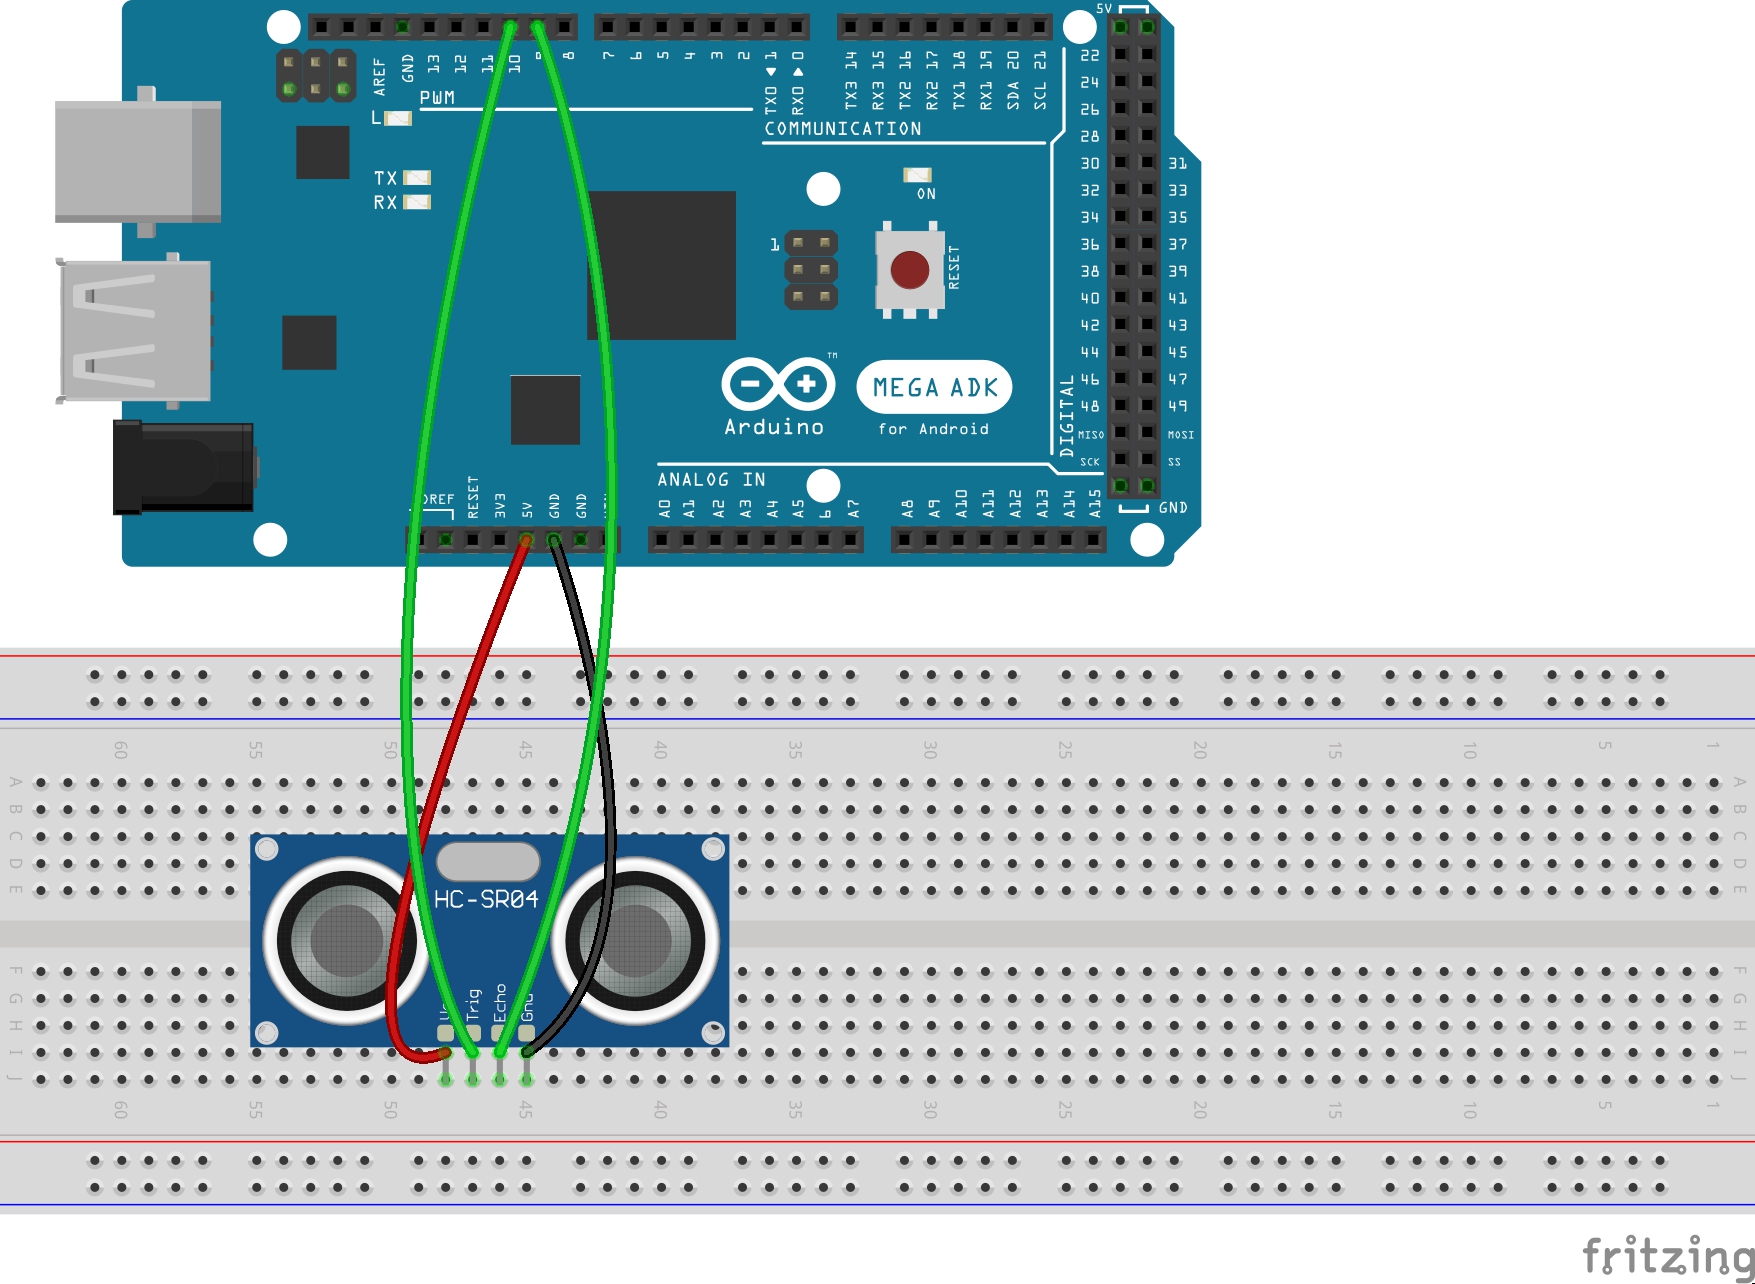 5V
AREF GND 13 12 11 10 9 8 7 6 5 4 3 2 TX0 1 RX0 0 TX3 14 RX3 15 TX2 16 RX2 17 TX1 18 RX1 19 SDA 20 SCL 21
22
24
26
28
30 31
32 33
34 35
36 37
38 39
40 41
42 43
44 45
46 47
48 49
MISO MOSI
SCK SS
GND
DIGITAL
PWM
L
COMMUNICATION
TX
RX
ON
1
RESET
TM
MEGA ADK
Arduino
for Android
ANALOG IN
RESET 3V3 5V GND GND A0 A1 A2 A3 A4 A5 6 A7 A8 A9 A10 A11 A12 A13 A14 A15
60 55 50 45 40 35 30 25 20 15 10 5 1
A A
B B
C C
D D
E E
HC-SR04
F F
G G
H H
I I
J J
Trig Echo Gnd
60 55 50 45 40 35 30 25 20 15 10 5 1
fritzing